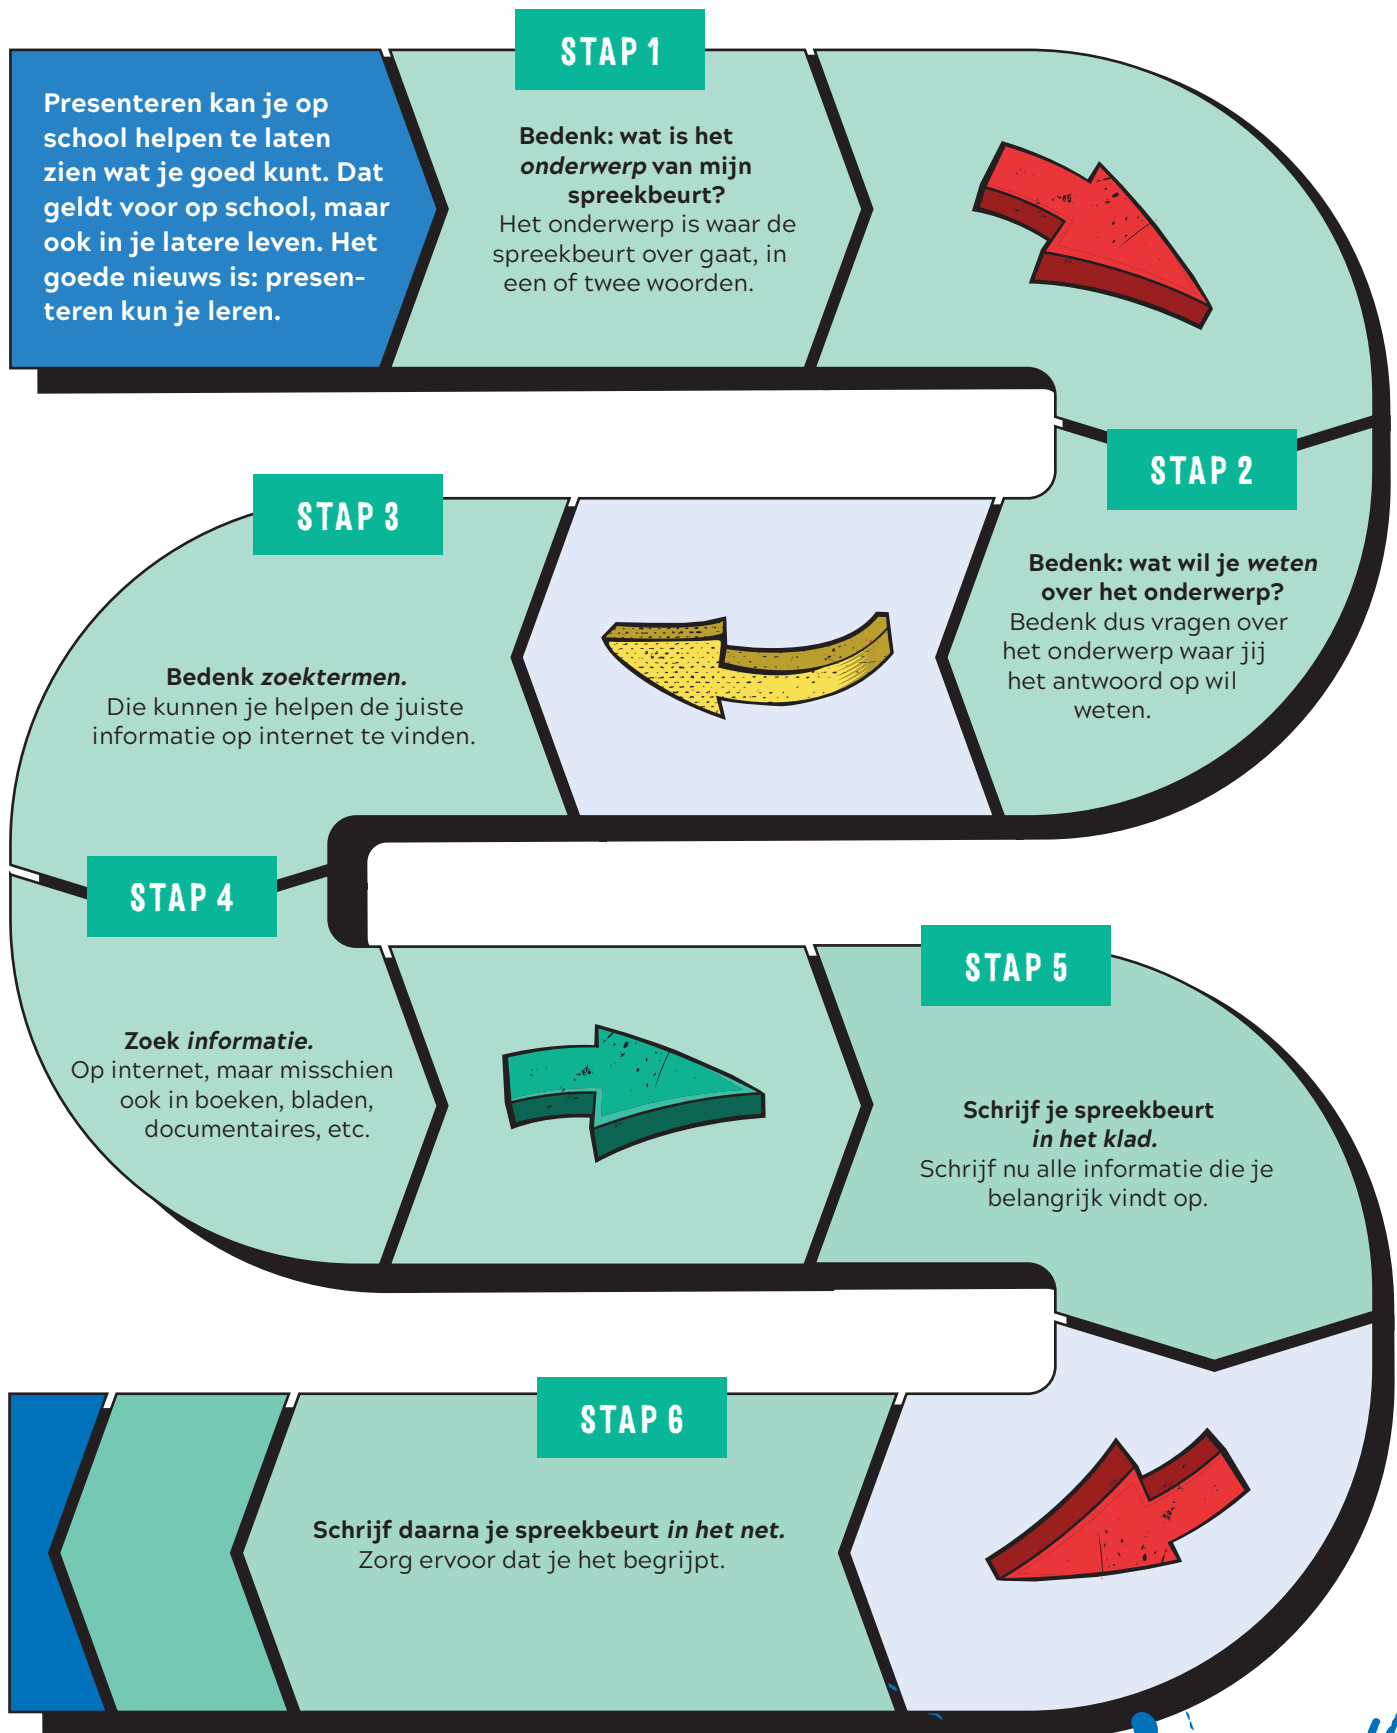 Presenteren kan je op
school helpen te laten
zien wat je goed kunt. Dat
geldt voor op school, maar
ook in je latere leven. Het
goede nieuws is: presen-
teren kun je leren.
STAP 1
Bedenk: wat is het
onderwerp van mijn
spreekbeurt?
Het onderwerp is waar de
spreekbeurt over gaat, in
een of twee woorden.
STAP 2
Bedenk: wat wil je weten
over het onderwerp?
Bedenk dus vragen over
het onderwerp waar jij
het antwoord op wil
weten.
STAP 3
Bedenk zoektermen.
Die kunnen je helpen de juiste
informatie op internet te vinden.
STAP 4
Zoek informatie.
Op internet, maar misschien
ook in boeken, bladen,
documentaires, etc.
STAP 5
Schrijf je spreekbeurt
in het klad.
Schrijf nu alle informatie die je
belangrijk vindt op.
STAP 6
Schrijf daarna je spreekbeurt in het net.
Zorg ervoor dat je het begrijpt.